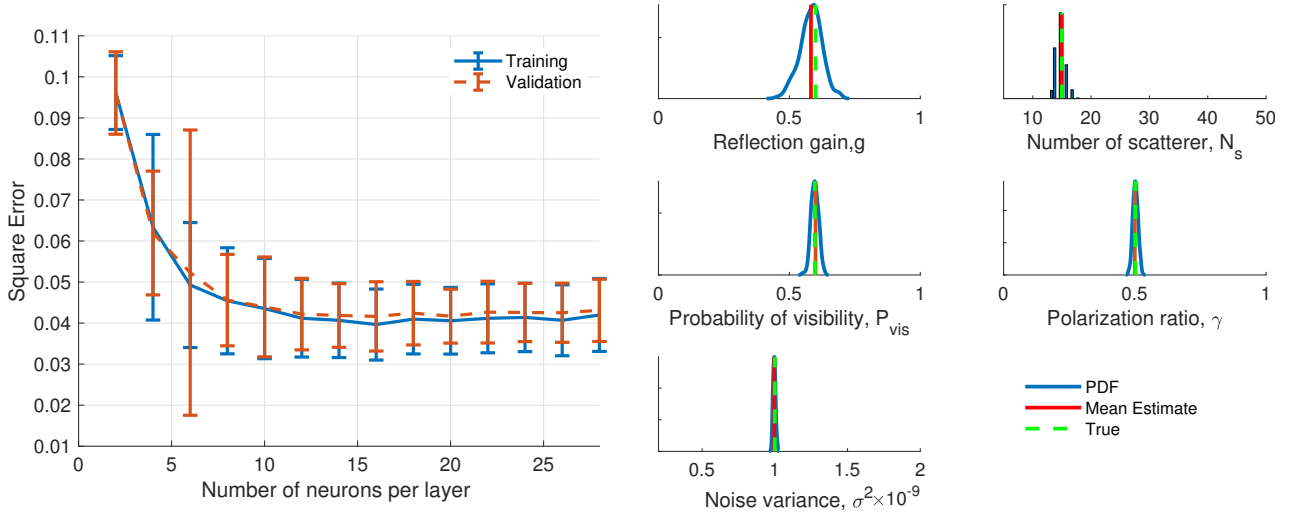 0.11
0.1
0.09
0.08
0.07
0.06
0.05
0.04
0.03
0.02
0.01
Square Error
0 5 10 15 20 25
Number of neurons per layer
Training
Validation
0 0.5 1
Reflection gain,g
10 20 30 40 50
Number of scatterer, N_s
0 0.5 1
Probability of visibility, P_vis
0 0.5 1
Polarization ratio, γ
0.5 1 1.5 2
Noise variance, σ²×10⁻⁹
PDF
Mean Estimate
True